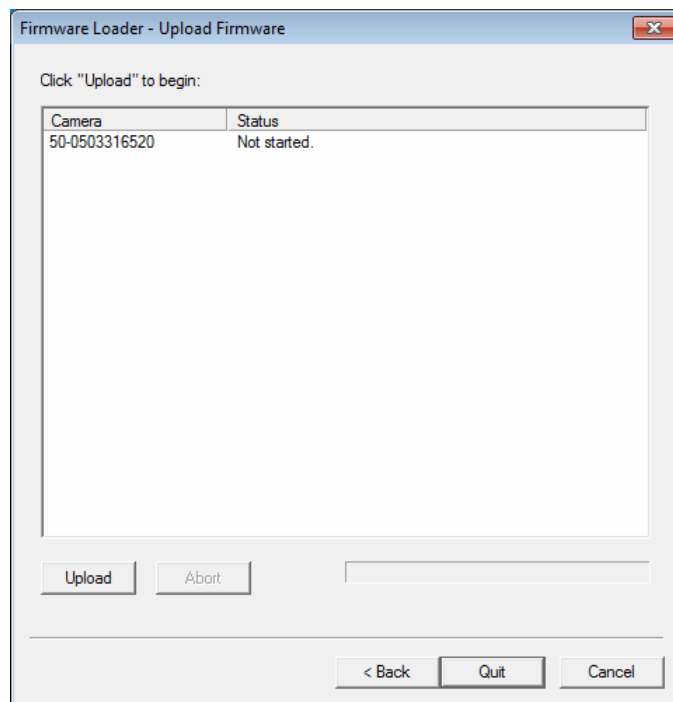 Firmware Loader - Upload Firmware
Click "Upload" to begin:
Camera Status
50-0503316520 Not started.
Upload Abort
< Back Quit Cancel